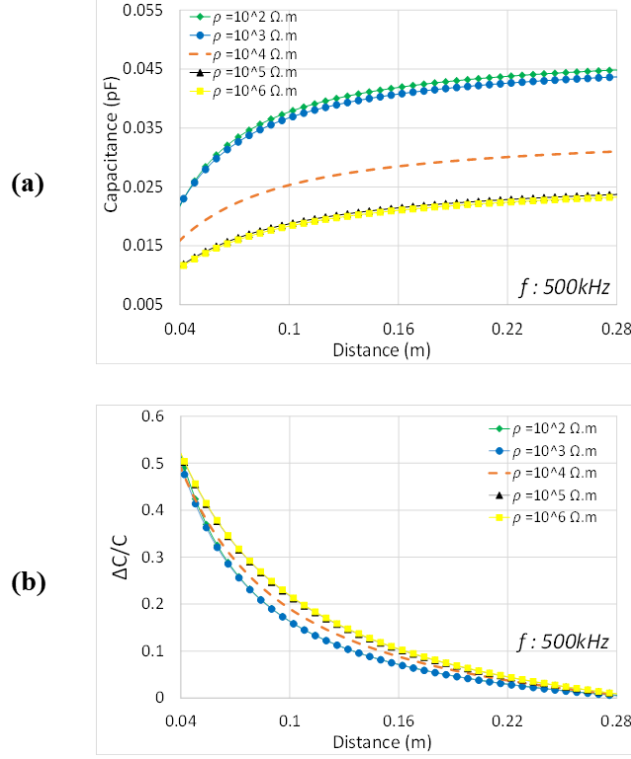 (a)
Capacitance (pF)
0.055
0.045
0.035
0.025
0.015
0.005
ρ =10^2 Ω.m
ρ =10^3 Ω.m
ρ =10^4 Ω.m
ρ =10^5 Ω.m
ρ =10^6 Ω.m
f : 500kHz
0.04 0.1 0.16 0.22 0.28
Distance (m)
(b)
ΔC/C
0.6
0.5
0.4
0.3
0.2
0.1
0
ρ =10^2 Ω.m
ρ =10^3 Ω.m
ρ =10^4 Ω.m
ρ =10^5 Ω.m
ρ =10^6 Ω.m
f : 500kHz
0.04 0.1 0.16 0.22 0.28
Distance (m)